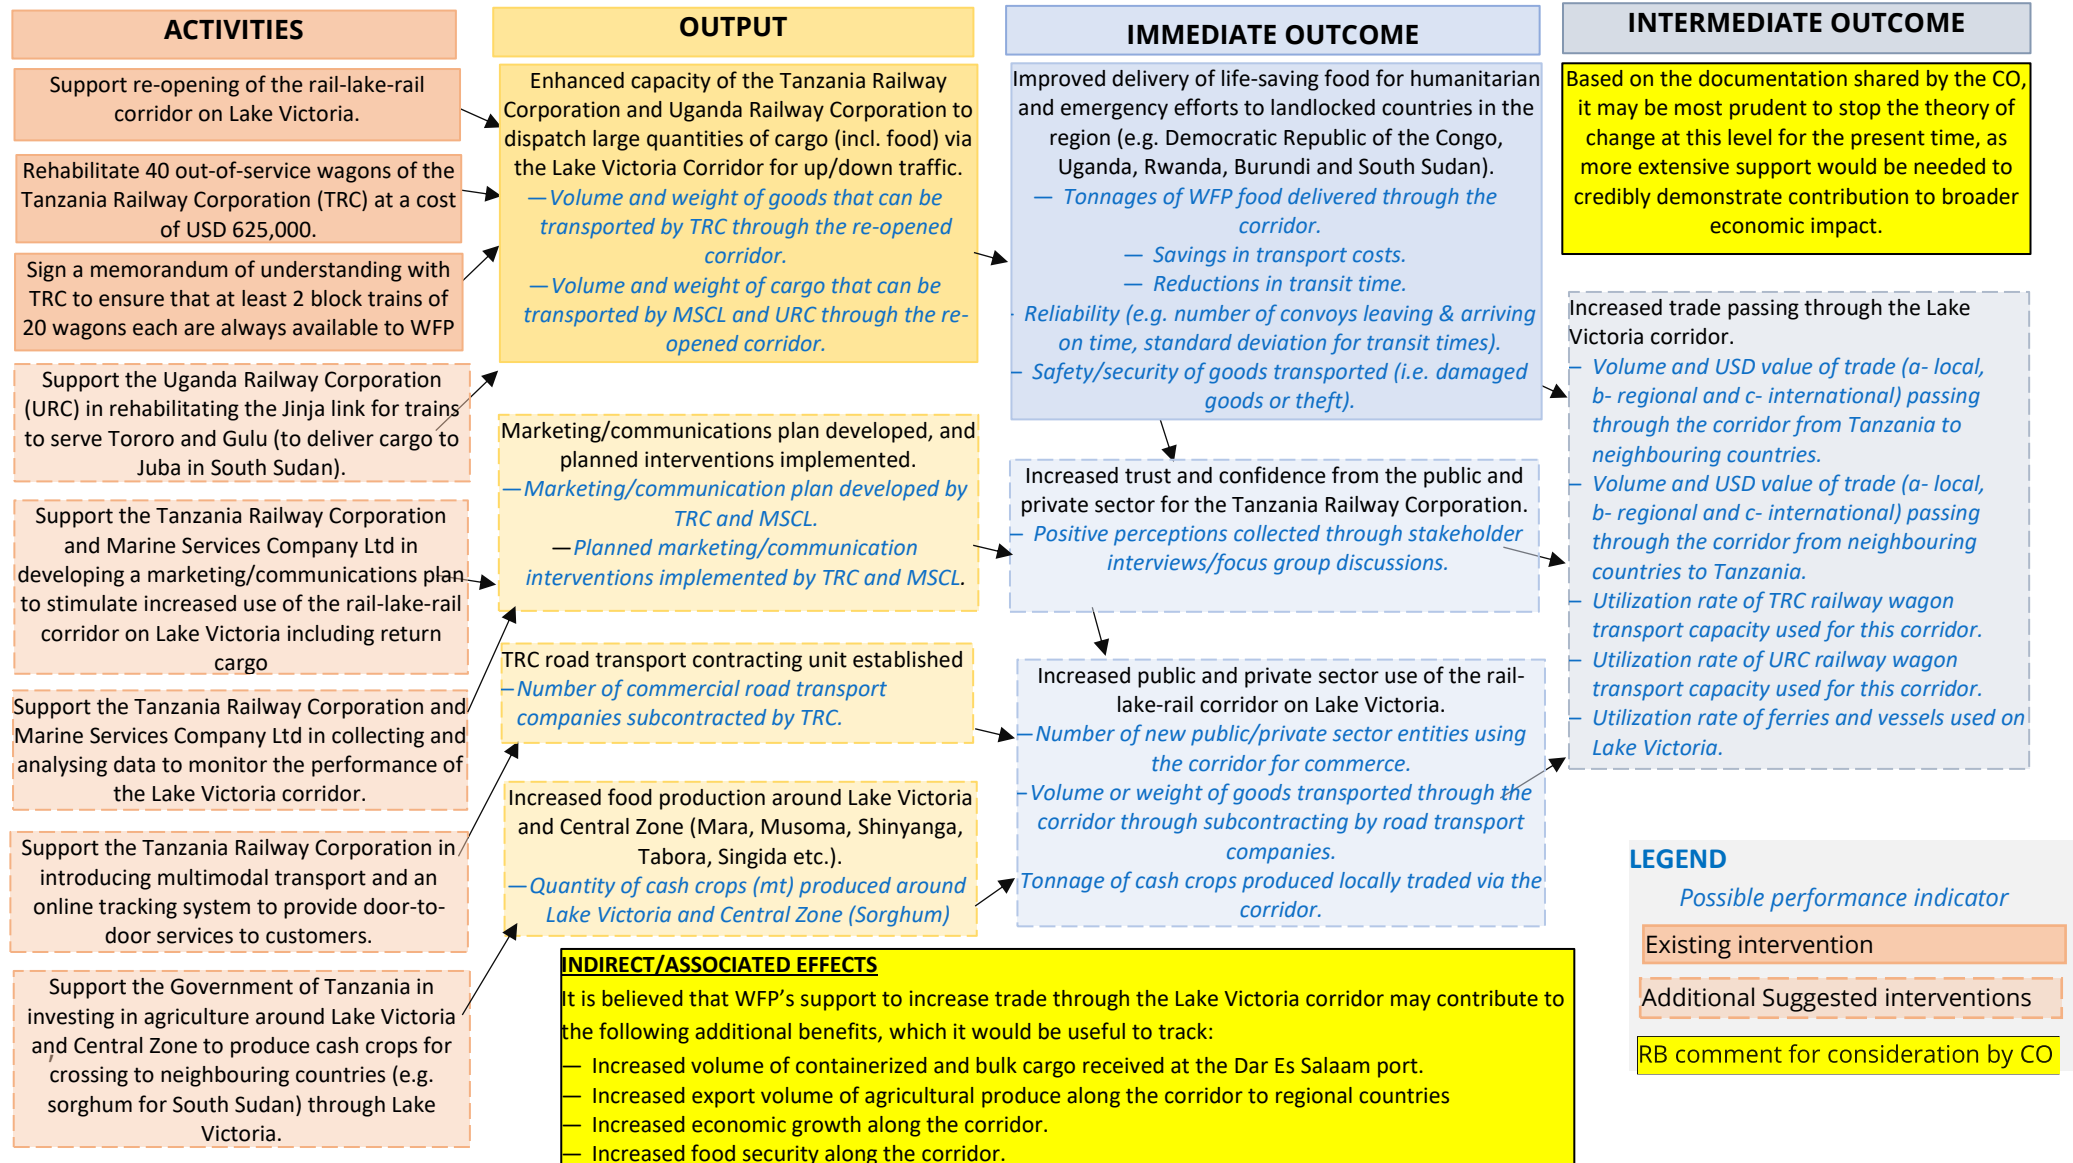 ACTIVITIES
Support re-opening of the rail-lake-rail
corridor on Lake Victoria.
Rehabilitate 40 out-of-service wagons of the
Tanzania Railway Corporation (TRC) at a cost
of USD 625,000.
Sign a memorandum of understanding with
TRC to ensure that at least 2 block trains of
20 wagons each are always available to WFP
Support the Uganda Railway Corporation
(URC) in rehabilitating the Jinja link for trains
to serve Tororo and Gulu (to deliver cargo to
Juba in South Sudan).
Support the Tanzania Railway Corporation
and Marine Services Company Ltd in
developing a marketing/communications plan
to stimulate increased use of the rail-lake-rail
corridor on Lake Victoria including return
cargo
Support the Tanzania Railway Corporation and
Marine Services Company Ltd in collecting and
analysing data to monitor the performance of
the Lake Victoria corridor.
Support the Tanzania Railway Corporation in
introducing multimodal transport and an
online tracking system to provide door-to-
door services to customers.
Support the Government of Tanzania in
investing in agriculture around Lake Victoria
and Central Zone to produce cash crops for
crossing to neighbouring countries (e.g.
sorghum for South Sudan) through Lake
Victoria.
OUTPUT
Enhanced capacity of the Tanzania Railway
Corporation and Uganda Railway Corporation to
dispatch large quantities of cargo (incl. food) via
the Lake Victoria Corridor for up/down traffic.
—Volume and weight of goods that can be
transported by TRC through the re-opened
corridor.
—Volume and weight of cargo that can be
transported by MSCL and URC through the re-
opened corridor.
Marketing/communications plan developed, and
planned interventions implemented.
—Marketing/communication plan developed by
TRC and MSCL.
—Planned marketing/communication
interventions implemented by TRC and MSCL.
TRC road transport contracting unit established
—Number of commercial road transport
companies subcontracted by TRC.
Increased food production around Lake Victoria
and Central Zone (Mara, Musoma, Shinyanga,
Tabora, Singida etc.).
—Quantity of cash crops (mt) produced around
Lake Victoria and Central Zone (Sorghum)
IMMEDIATE OUTCOME
Improved delivery of life-saving food for humanitarian
and emergency efforts to landlocked countries in the
region (e.g. Democratic Republic of the Congo,
Uganda, Rwanda, Burundi and South Sudan).
— Tonnages of WFP food delivered through the
corridor.
— Savings in transport costs.
— Reductions in transit time.
- Reliability (e.g. number of convoys leaving & arriving
on time, standard deviation for transit times).
— Safety/security of goods transported (i.e. damaged
goods or theft).
Increased trust and confidence from the public and
private sector for the Tanzania Railway Corporation.
— Positive perceptions collected through stakeholder
interviews/focus group discussions.
Increased public and private sector use of the rail-
lake-rail corridor on Lake Victoria.
—Number of new public/private sector entities using
the corridor for commerce.
—Volume or weight of goods transported through the
corridor through subcontracting by road transport
companies.
Tonnage of cash crops produced locally traded via the
corridor.
INTERMEDIATE OUTCOME
Based on the documentation shared by the CO,
it may be most prudent to stop the theory of
change at this level for the present time, as
more extensive support would be needed to
credibly demonstrate contribution to broader
economic impact.
Increased trade passing through the Lake
Victoria corridor.
— Volume and USD value of trade (a- local,
b- regional and c- international) passing
through the corridor from Tanzania to
neighbouring countries.
— Volume and USD value of trade (a- local,
b- regional and c- international) passing
through the corridor from neighbouring
countries to Tanzania.
— Utilization rate of TRC railway wagon
transport capacity used for this corridor.
— Utilization rate of URC railway wagon
transport capacity used for this corridor.
— Utilization rate of ferries and vessels used on
Lake Victoria.
INDIRECT/ASSOCIATED EFFECTS
It is believed that WFP’s support to increase trade through the Lake Victoria corridor may contribute to
the following additional benefits, which it would be useful to track:
— Increased volume of containerized and bulk cargo received at the Dar Es Salaam port.
— Increased export volume of agricultural produce along the corridor to regional countries
— Increased economic growth along the corridor.
— Increased food security along the corridor.
LEGEND
Possible performance indicator
Existing intervention
Additional Suggested interventions
RB comment for consideration by CO